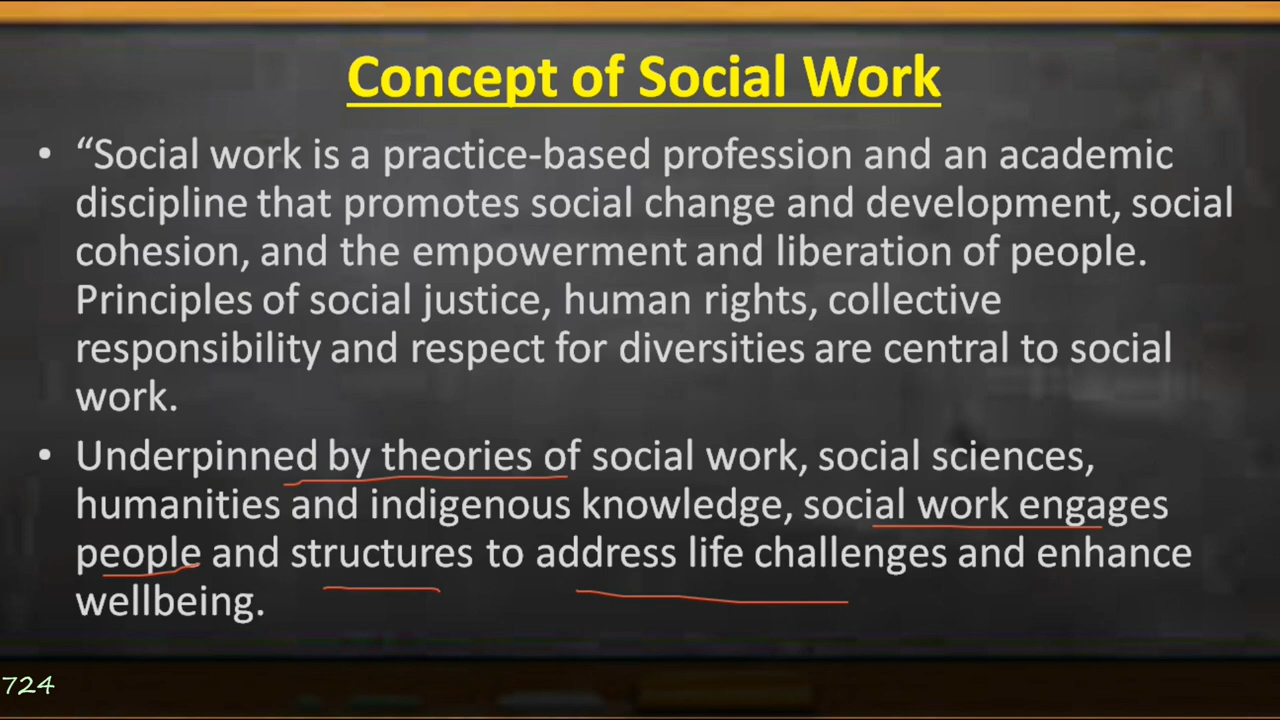 Concept of Social Work
• “Social work is a practice-based profession and an academic
discipline that promotes social change and development, social
cohesion, and the empowerment and liberation of people.
Principles of social justice, human rights, collective
responsibility and respect for diversities are central to social
work.
• Underpinned by theories of social work, social sciences,
humanities and indigenous knowledge, social work engages
people and structures to address life challenges and enhance
wellbeing.
724